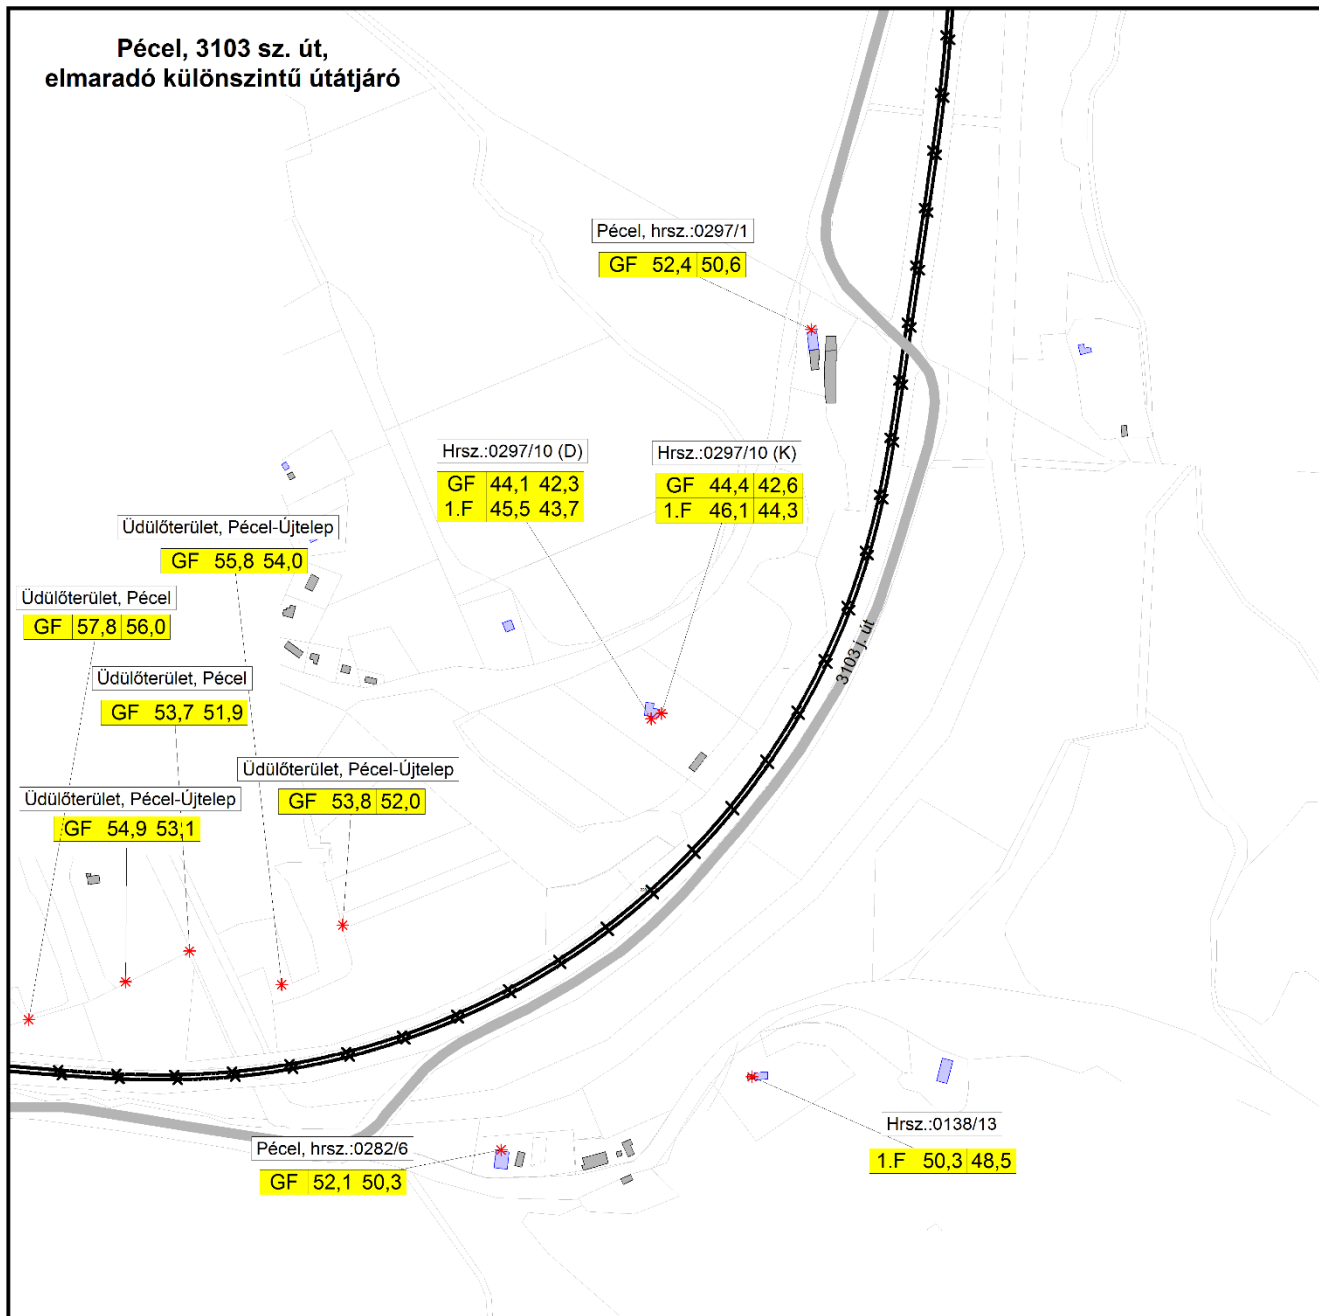 Pécel, 3103 sz. út,
elmaradó különszintű útátjáró
Pécel, hrsz.:0297/1
GF 52,4 50,6
Hrsz.:0297/10 (D)
GF 44,1 42,3
1.F 45,5 43,7
Hrsz.:0297/10 (K)
GF 44,4 42,6
1.F 46,1 44,3
Üdülőterület, Pécel-Újtelep
GF 55,8 54,0
Üdülőterület, Pécel
GF 57,8 56,0
3103 j. út
Üdülőterület, Pécel
GF 53,7 51,9
Üdülőterület, Pécel-Újtelep
GF 53,8 52,0
Üdülőterület, Pécel-Újtelep
GF 54,9 53,1
Hrsz.:0138/13
1.F 50,3 48,5
Pécel, hrsz.:0282/6
GF 52,1 50,3